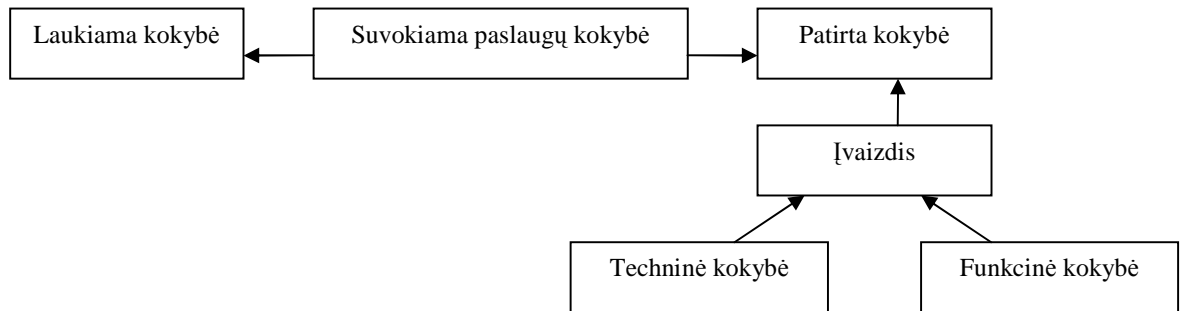 Laukiama kokybė
Suvokiama paslaugų kokybė
Patirta kokybė
Įvaizdis
Techninė kokybė
Funkcinė kokybė